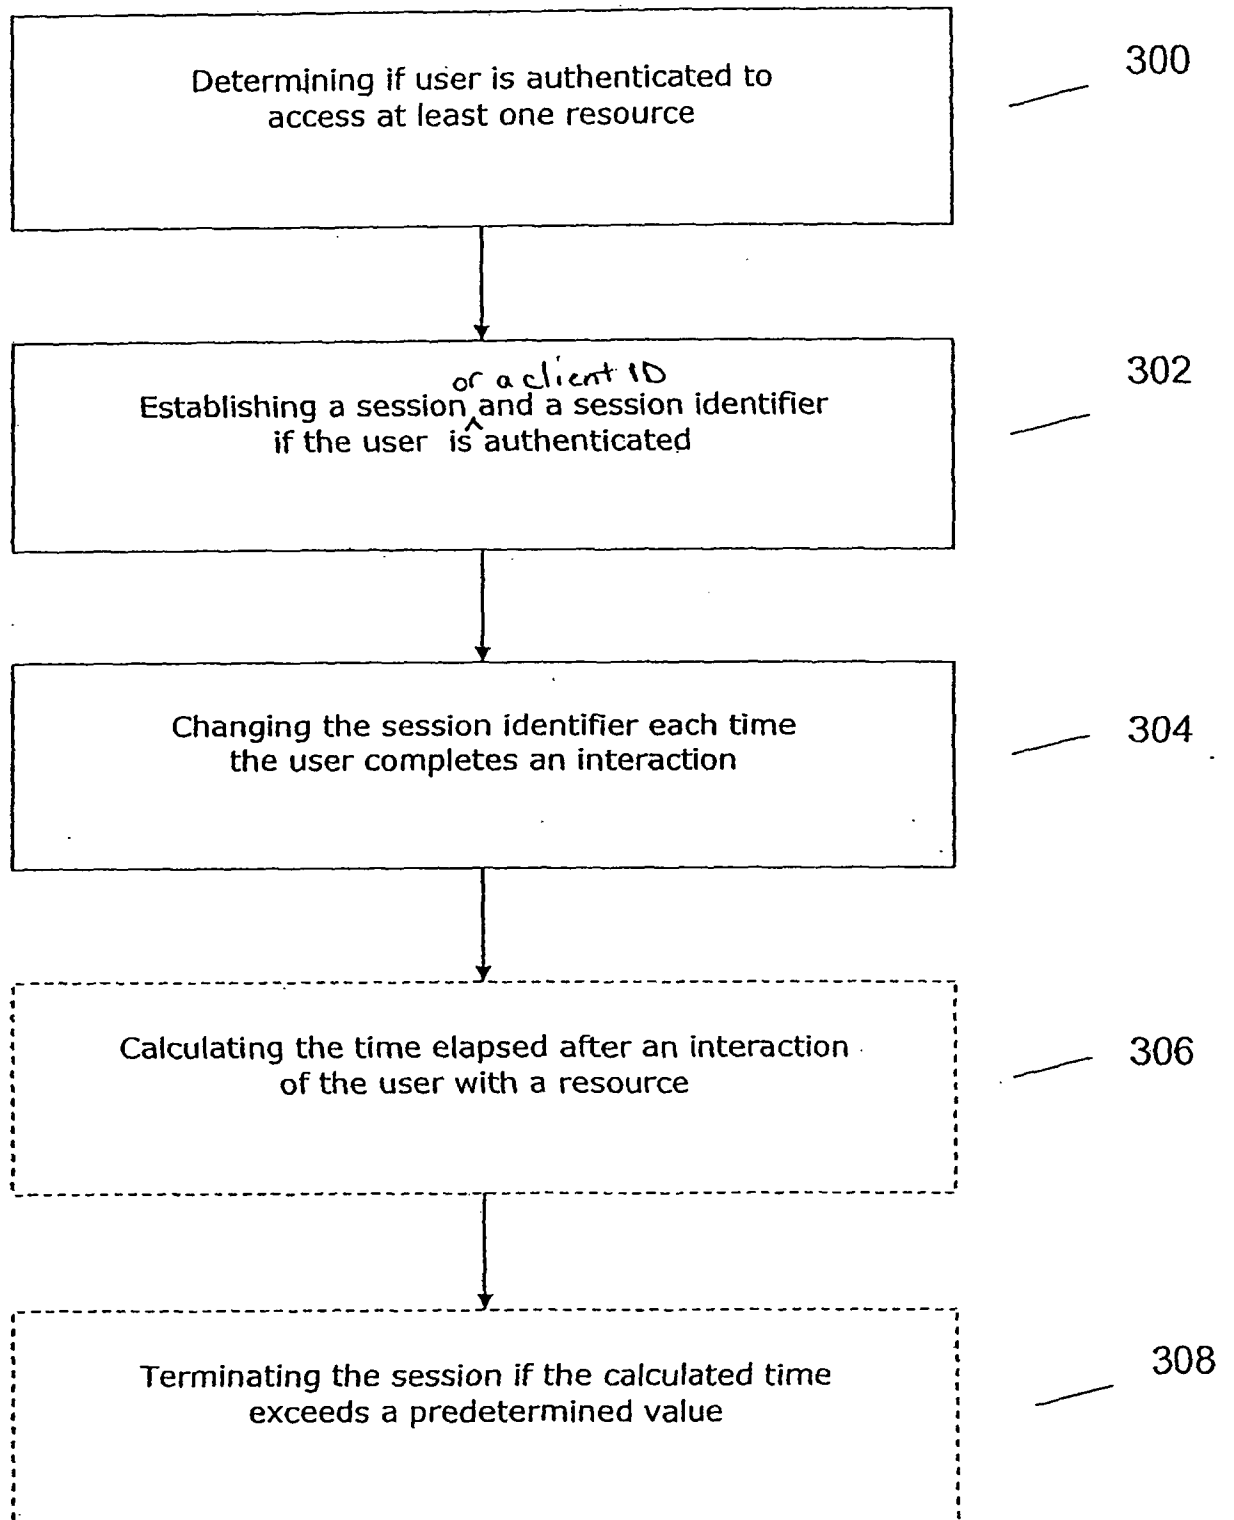 Determining if user is authenticated to
access at least one resource
300
or a client ID
Establishing a session ^ and a session identifier
if the user is authenticated
302
Changing the session identifier each time
the user completes an interaction
304
Calculating the time elapsed after an interaction
of the user with a resource
306
Terminating the session if the calculated time
exceeds a predetermined value
308